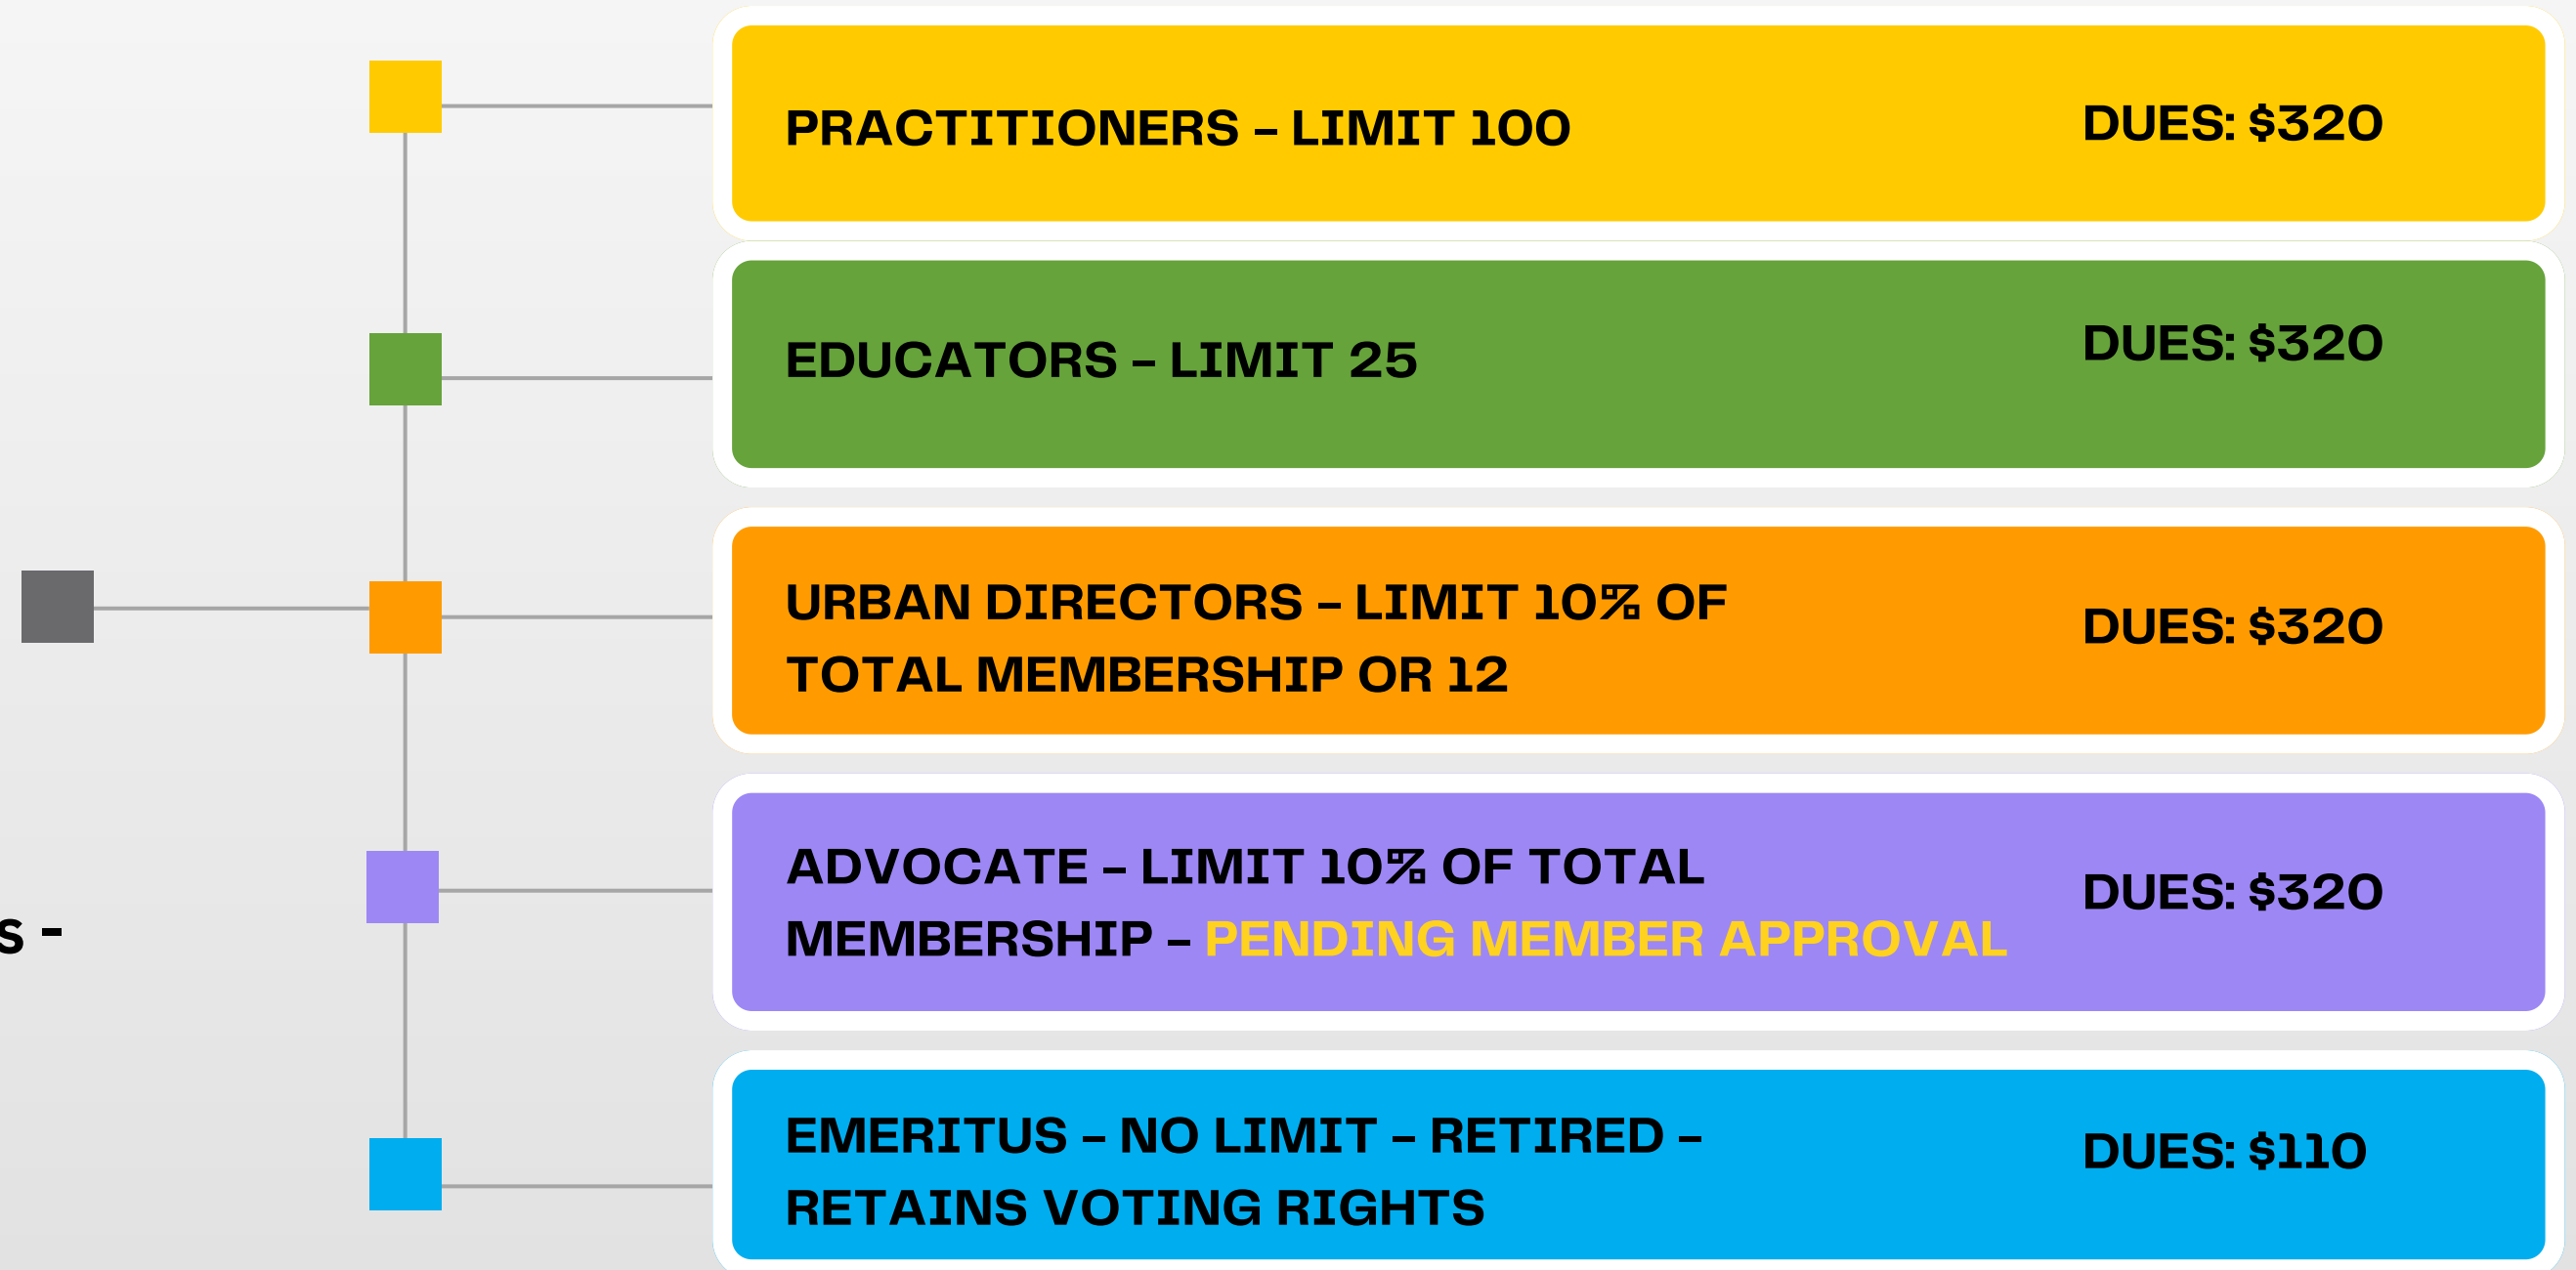 PRACTITIONERS – LIMIT 100
DUES: $320
EDUCATORS – LIMIT 25
DUES: $320
URBAN DIRECTORS – LIMIT 10% OF
TOTAL MEMBERSHIP OR 12
DUES: $320
ADVOCATE – LIMIT 10% OF TOTAL
MEMBERSHIP – PENDING MEMBER APPROVAL
DUES: $320
S -
EMERITUS – NO LIMIT – RETIRED –
RETAINS VOTING RIGHTS
DUES: $110